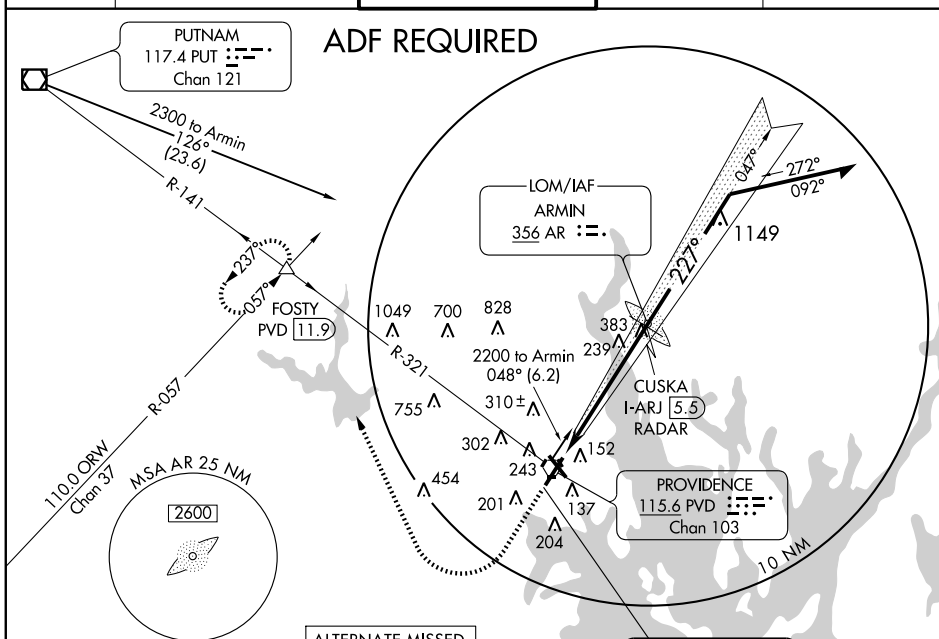 PUTNAM
117.4 PUT
Chan 121
ADF REQUIRED
2300 to Armin
126°
(23.6)
R-141
047°
272°
092°
LOM/IAF
ARMIN
356 AR
1149
227°
237°
057°
FOSTY
PVD 11.9
1049
700
828
383
239
R-321
2200 to Armin
048° (6.2)
CUSKA
I-ARJ 5.5
RADAR
755
310±
R-057
302
243
152
110.0 ORW
Chan 37
MSA AR 25 NM
2600
454
201
137
204
PROVIDENCE
115.6 PVD
Chan 103
10 NM
ALTERNATE MISSED